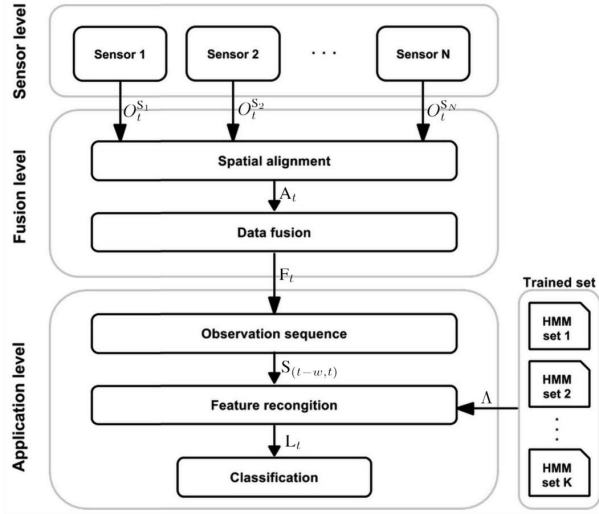 Sensor level
Sensor 1
Sensor 2
. . .
Sensor N
O_t^{S_1}
O_t^{S_2}
O_t^{S_N}
Fusion level
Spatial alignment
A_t
Data fusion
F_t
Application level
Observation sequence
S_{(t-w,t)}
Feature recongition
Λ
L_t
Classification
Trained set
HMM
set 1
HMM
set 2
⋮
HMM
set K